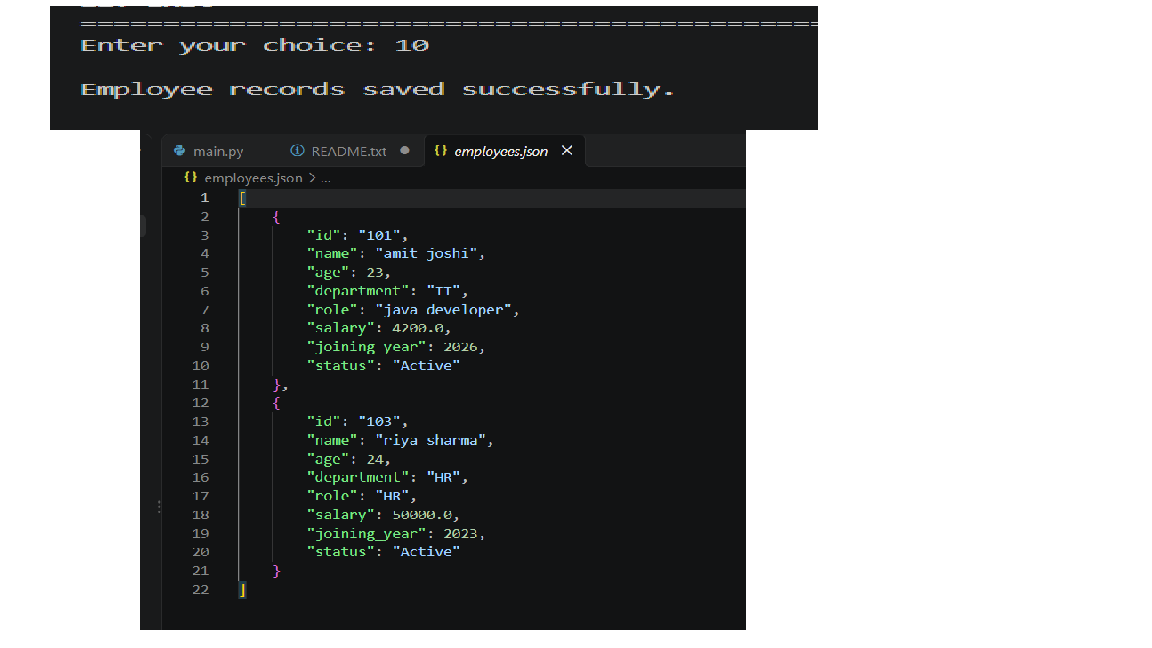 ==================================================
Enter your choice: 10
Employee records saved successfully.
main.py README.txt employees.json
employees.json > ...
1 [
2 {
3 "id": "101",
4 "name": "amit joshi",
5 "age": 23,
6 "department": "IT",
7 "role": "java developer",
8 "salary": 4200.0,
9 "joining_year": 2026,
10 "status": "Active"
11 },
12 {
13 "id": "103",
14 "name": "riya sharma",
15 "age": 24,
16 "department": "HR",
17 "role": "HR",
18 "salary": 50000.0,
19 "joining_year": 2023,
20 "status": "Active"
21 }
22 ]